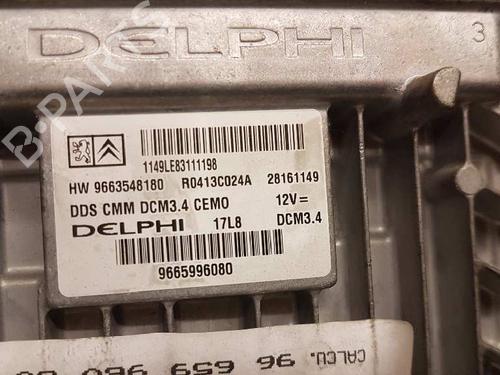 DELPHI 3
B-PARTS
1149LE83111198
HW 9663548180 R0413C024A 28161149
DDS CMM DCM3.4 CEMO 12V=
DELPHI 17L8 DCM3.4
9665996080
CALCU. 96 659 960